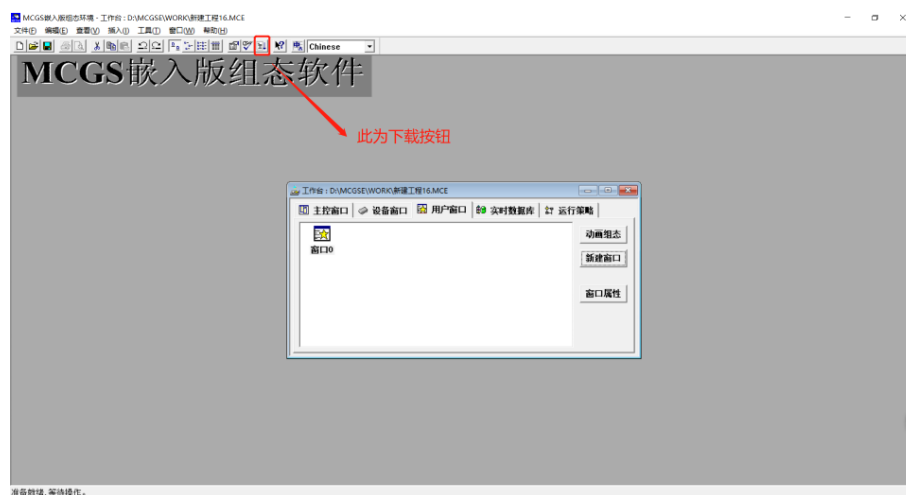 MCGS嵌入版组态环境 - 工作台 : D:\MCGSE\WORK\新建工程16.MCE
文件(F) 编辑(E) 查看(V) 插入(I) 工具(D) 窗口(W) 帮助(H)
Chinese
MCGS嵌入版组态软件
此为下载按钮
工作台 : D:\MCGSE\WORK\新建工程16.MCE
主控窗口 设备窗口 用户窗口 实时数据库 运行策略
窗口0
动画组态
新建窗口
窗口属性
准备就绪,等待操作。